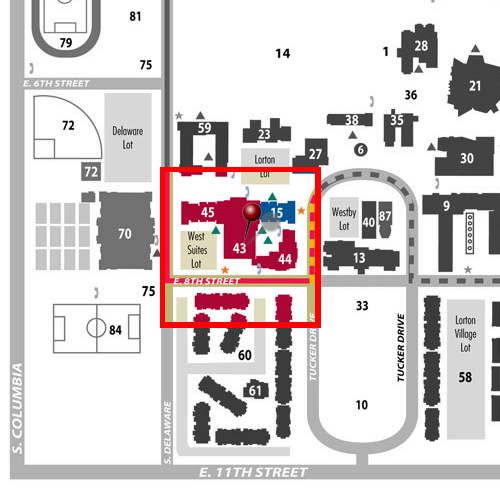 81
79
75
E. 6TH STREET
14
1
28
36
21
72
Delaware
Lot
72
59
23
38
35
6
27
30
Lorton
Lot
45
15
43
44
West
Suites
Lot
Westby
Lot
40
87
9
13
70
75
E. 8TH STREET
84
33
60
61
10
Lorton
Village
Lot
58
S. COLUMBIA
S. DELAWARE
TUCKER DRIVE
TUCKER DRIVE
E. 11TH STREET